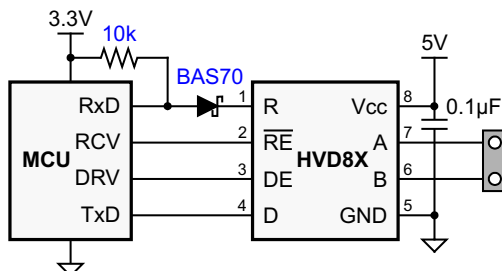 3.3V
10k
BAS70
5V
RxD
1
R
Vcc
8
0.1µF
RCV
2
RE
A
7
MCU
HVD8X
DRV
3
DE
B
6
TxD
4
D
GND
5